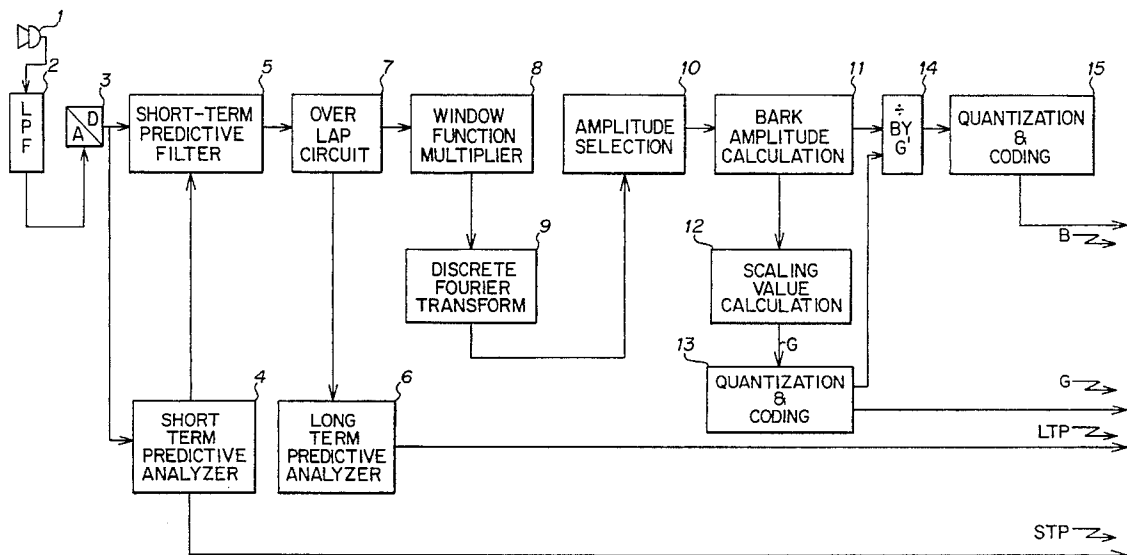 1
2
LPF
3
A D
5
SHORT-TERM
PREDICTIVE
FILTER
7
OVER
LAP
CIRCUIT
8
WINDOW
FUNCTION
MULTIPLIER
10
AMPLITUDE
SELECTION
11
BARK
AMPLITUDE
CALCULATION
14
÷
BY
G'
15
QUANTIZATION
&
CODING
B
9
DISCRETE
FOURIER
TRANSFORM
12
SCALING
VALUE
CALCULATION
G
13
QUANTIZATION
&
CODING
G
4
SHORT
TERM
PREDICTIVE
ANALYZER
6
LONG
TERM
PREDICTIVE
ANALYZER
LTP
STP